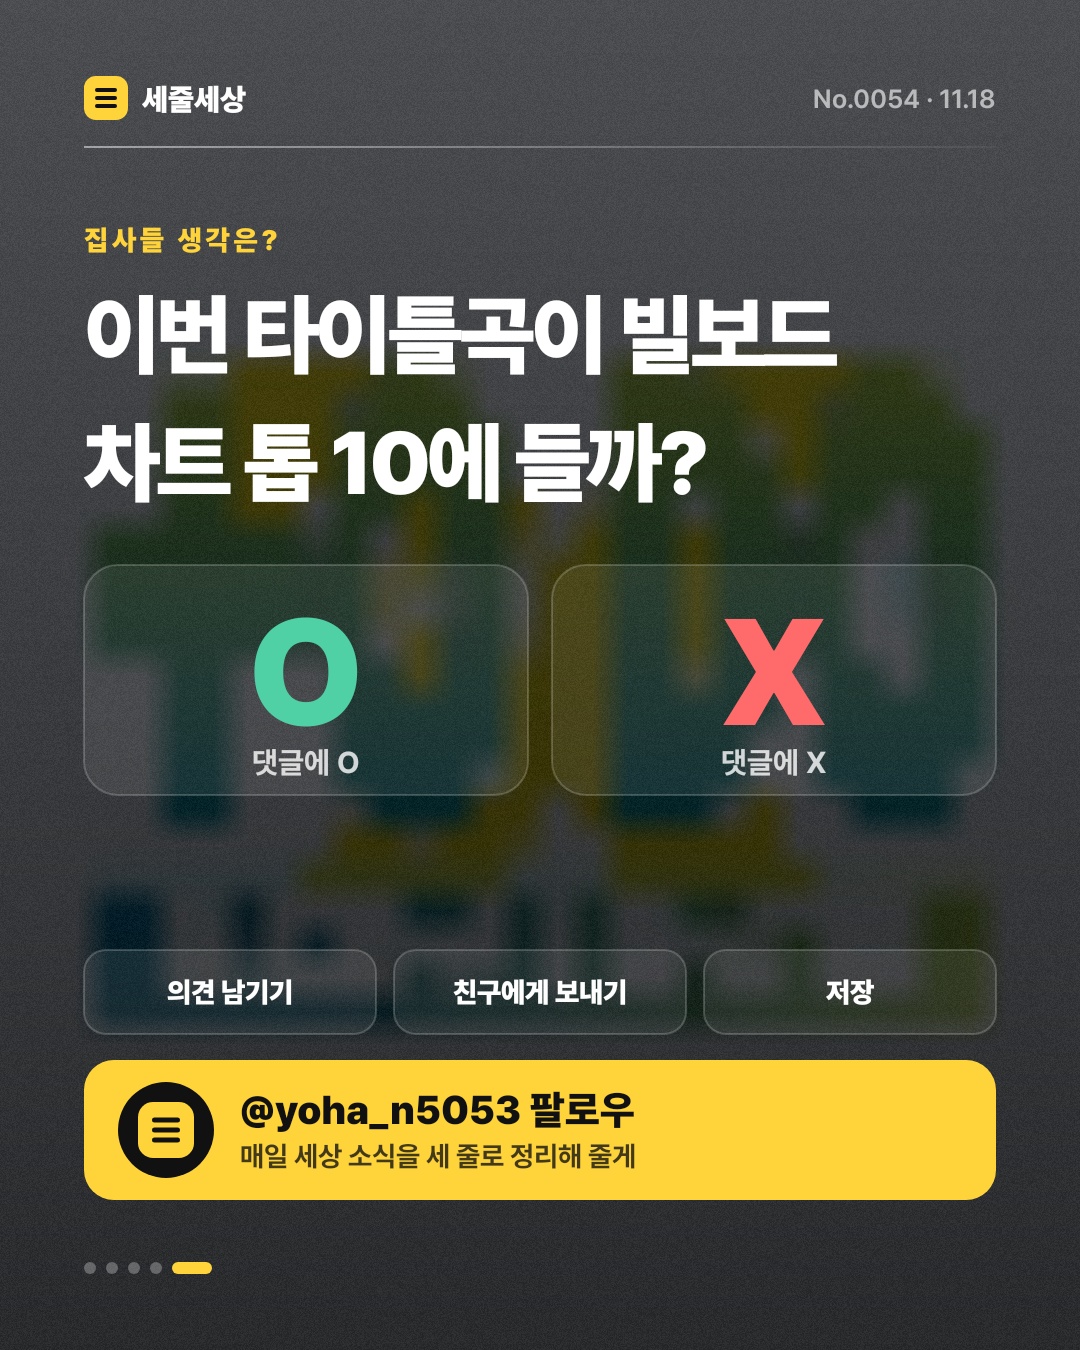 세줄세상
No.0054 · 11.18
집사들 생각은?
이번 타이틀곡이 빌보드
차트 톱 10에 들까?
O
댓글에 O
X
댓글에 X
의견 남기기
친구에게 보내기
저장
@yoha_n5053 팔로우
매일 세상 소식을 세 줄로 정리해 줄게